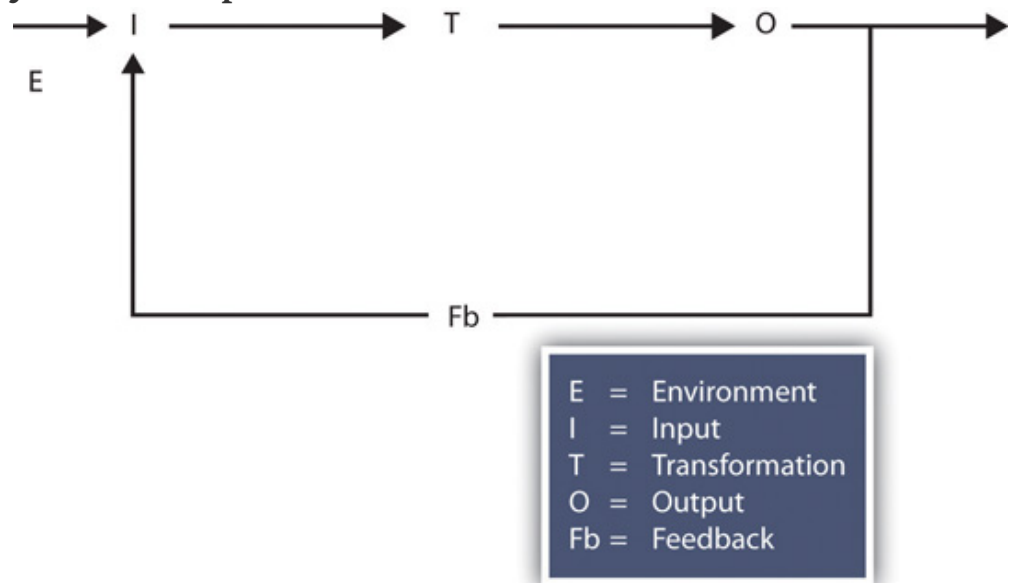 I T O
E
Fb
E = Environment
I = Input
T = Transformation
O = Output
Fb = Feedback